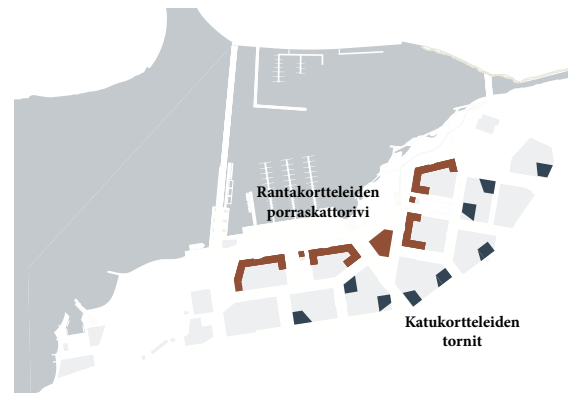 Rantakortteleiden
porraskattorivi
Katukortteleiden
tornit